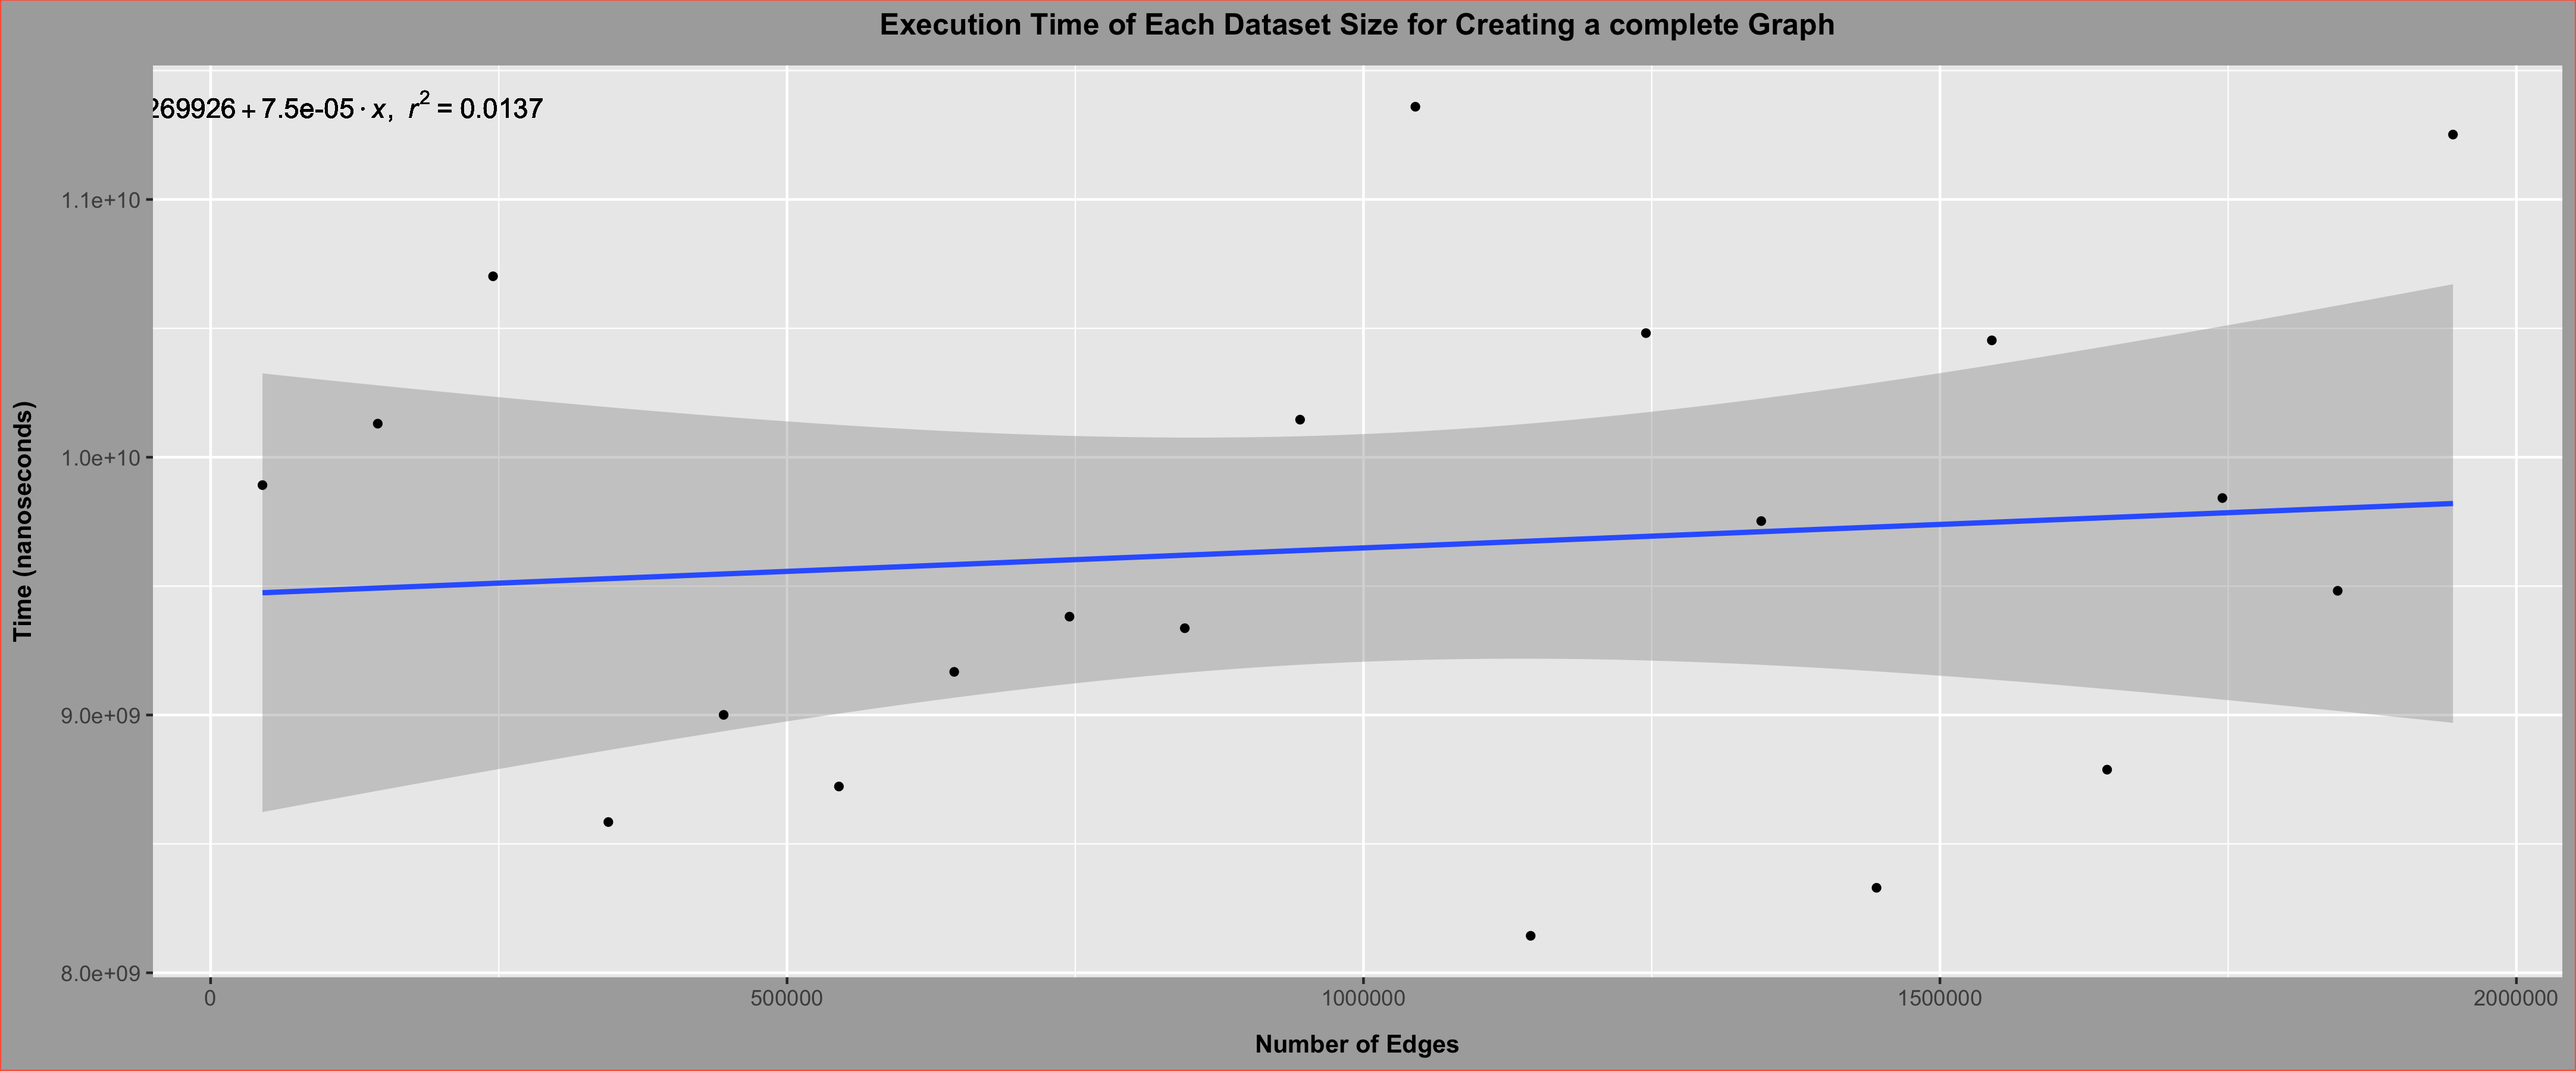 Execution Time of Each Dataset Size for Creating a complete Graph
269926 + 7.5e-05 · x, r² = 0.0137
1.1e+10
1.0e+10
9.0e+09
8.0e+09
Time (nanoseconds)
0 500000 1000000 1500000 2000000
Number of Edges